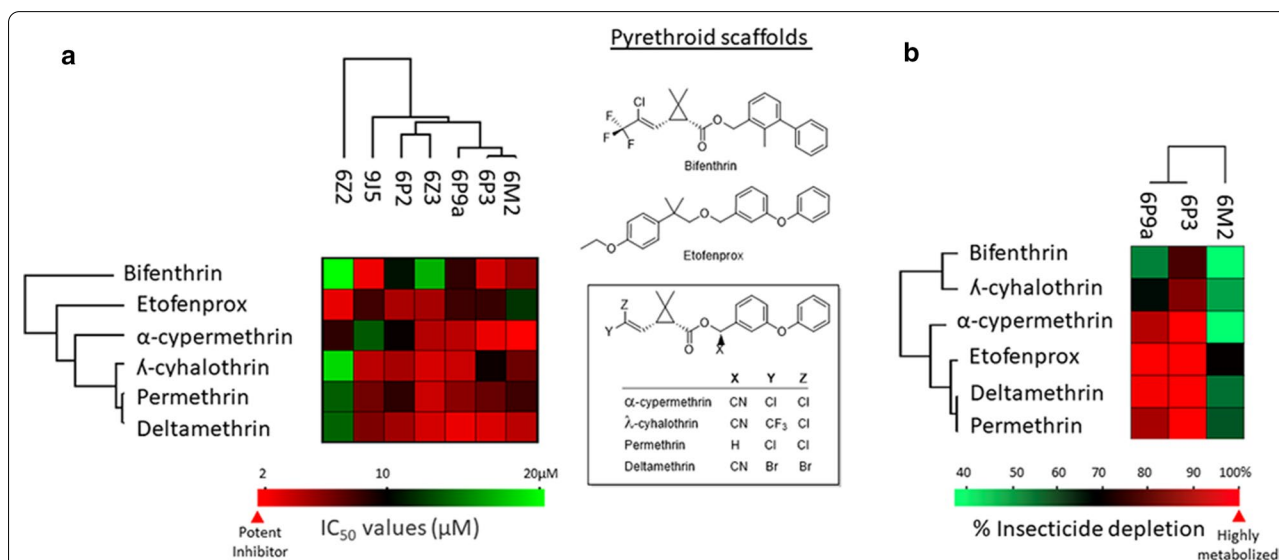 a
6Z2
9J5
6P2
6Z3
6P9a
6P3
6M2
Bifenthrin
Etofenprox
α-cypermethrin
ʎ-cyhalothrin
Permethrin
Deltamethrin
2
10
20µM
IC50 values (µM)
Potent
Inhibitor
Pyrethroid scaffolds
Cl
F
F
F
O
O
Bifenthrin
O
O
O
Etofenprox
Z
Y
O
O
O
X
X Y Z
α-cypermethrin CN Cl Cl
λ-cyhalothrin CN CF3 Cl
Permethrin H Cl Cl
Deltamethrin CN Br Br
b
6P9a
6P3
6M2
Bifenthrin
ʎ-cyhalothrin
α-cypermethrin
Etofenprox
Deltamethrin
Permethrin
40 50 60 70 80 90 100%
% Insecticide depletion
Highly
metabolized